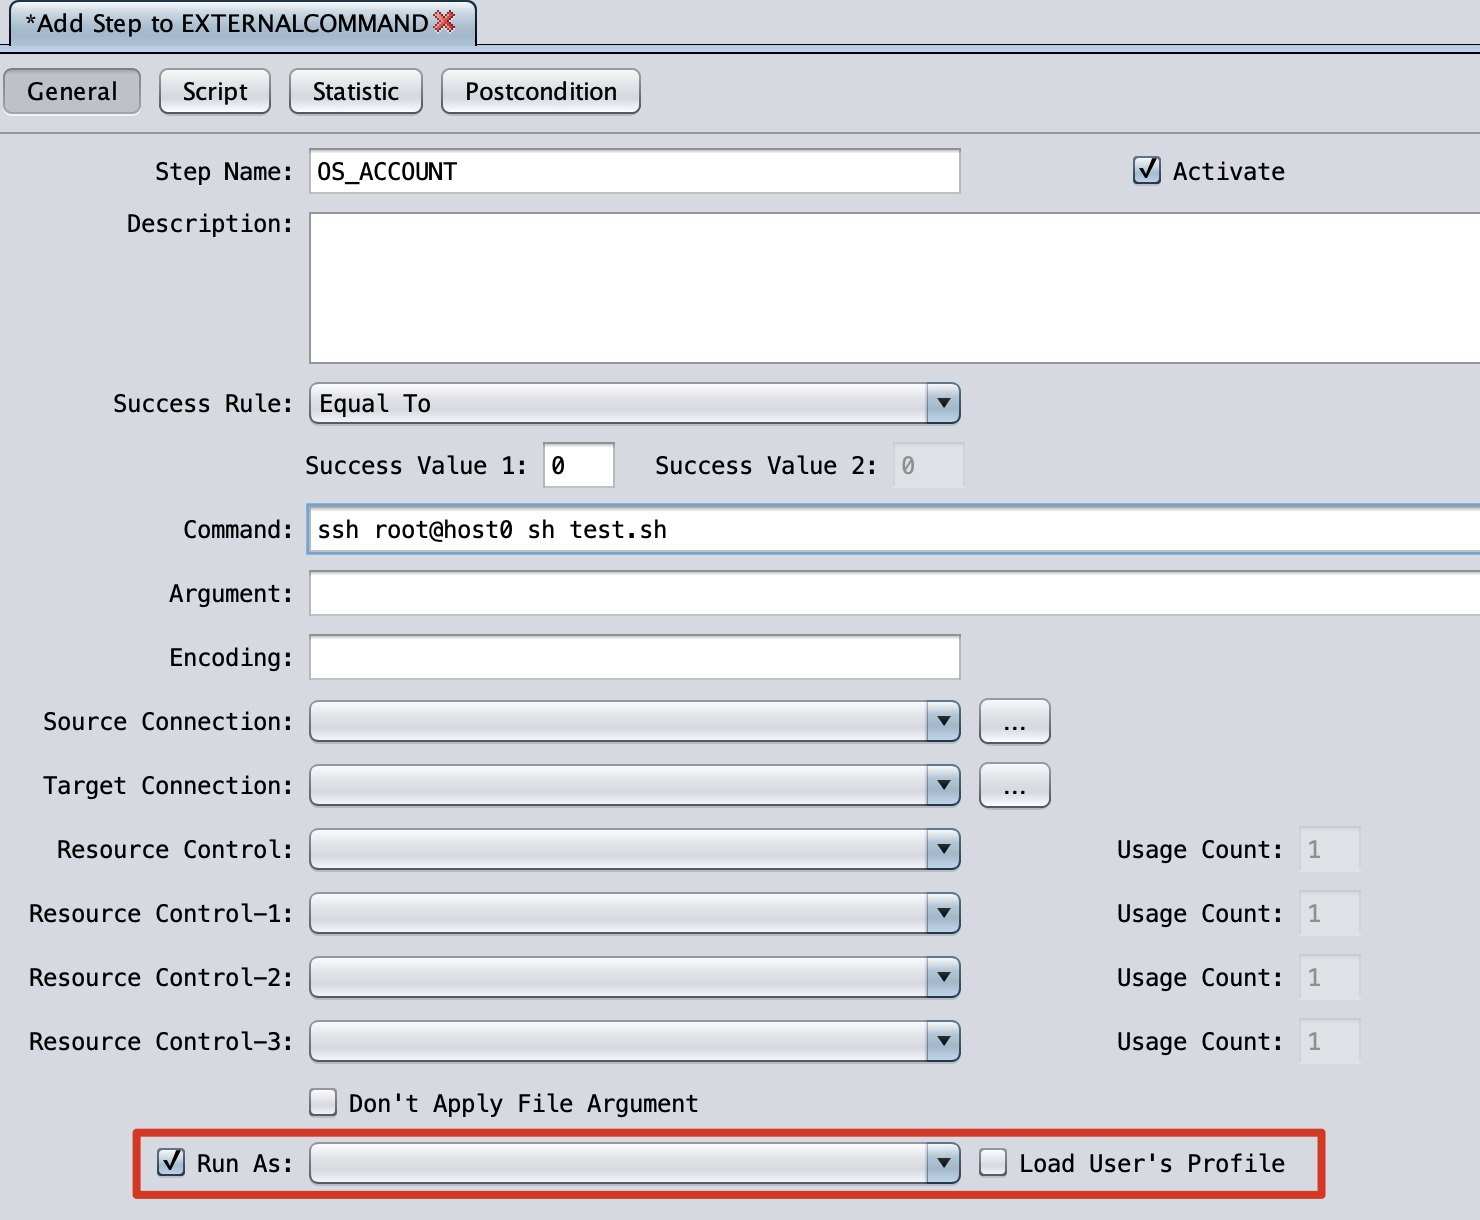 *Add Step to EXTERNALCOMMAND
General Script Statistic Postcondition
Step Name: OS_ACCOUNT Activate
Description:
Success Rule: Equal To
Success Value 1: 0 Success Value 2: 0
Command: ssh root@host0 sh test.sh
Argument:
Encoding:
Source Connection: ...
Target Connection: ...
Resource Control: Usage Count: 1
Resource Control-1: Usage Count: 1
Resource Control-2: Usage Count: 1
Resource Control-3: Usage Count: 1
Don't Apply File Argument
Run As: Load User's Profile